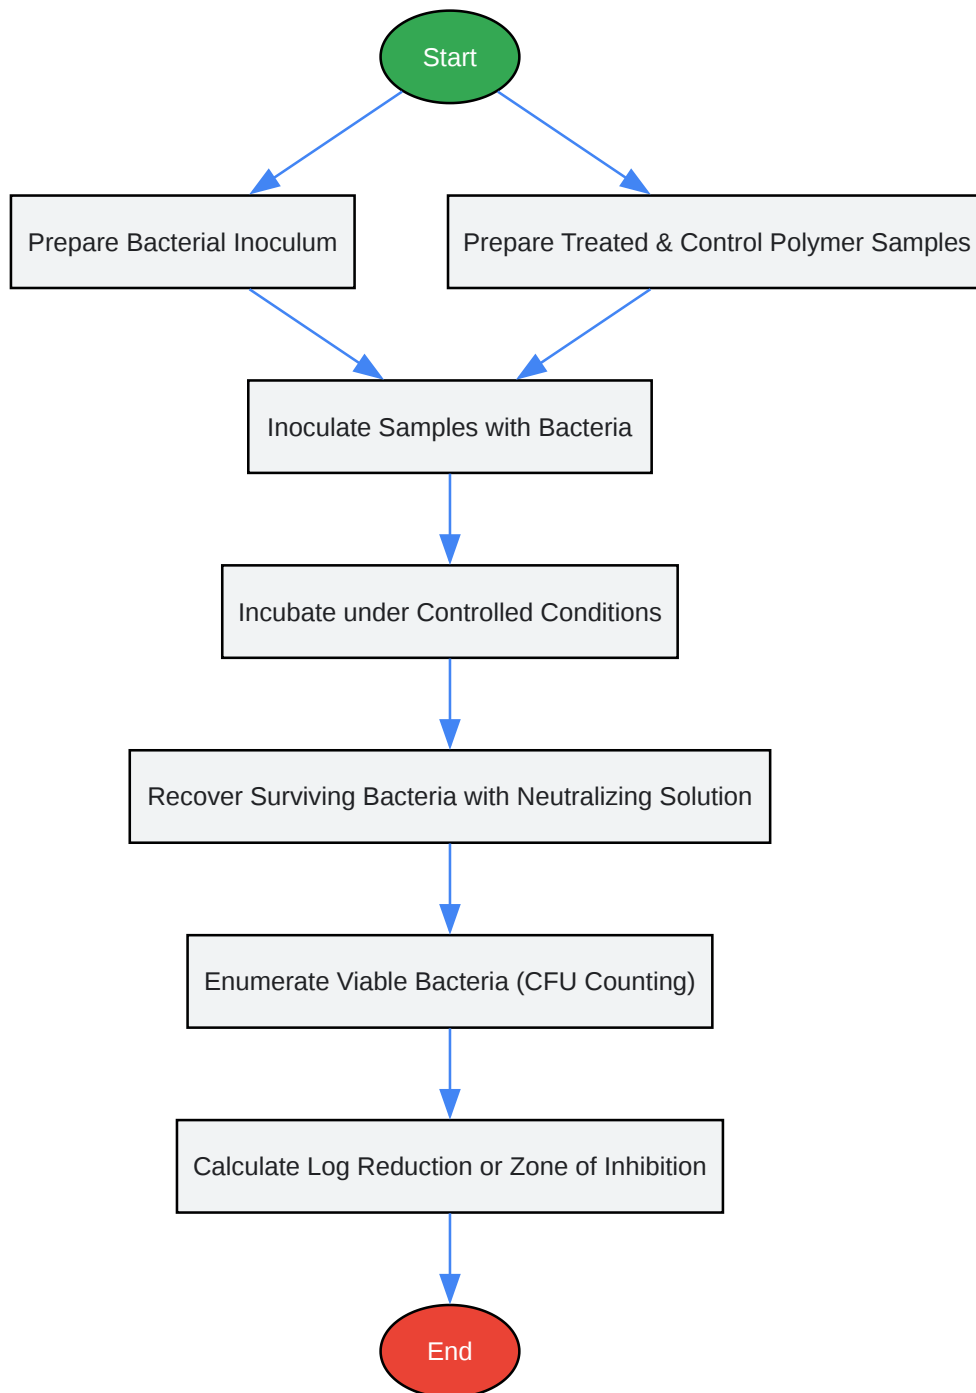 Start
Prepare Bacterial Inoculum
Prepare Treated & Control Polymer Samples
Inoculate Samples with Bacteria
Incubate under Controlled Conditions
Recover Surviving Bacteria with Neutralizing Solution
Enumerate Viable Bacteria (CFU Counting)
Calculate Log Reduction or Zone of Inhibition
End